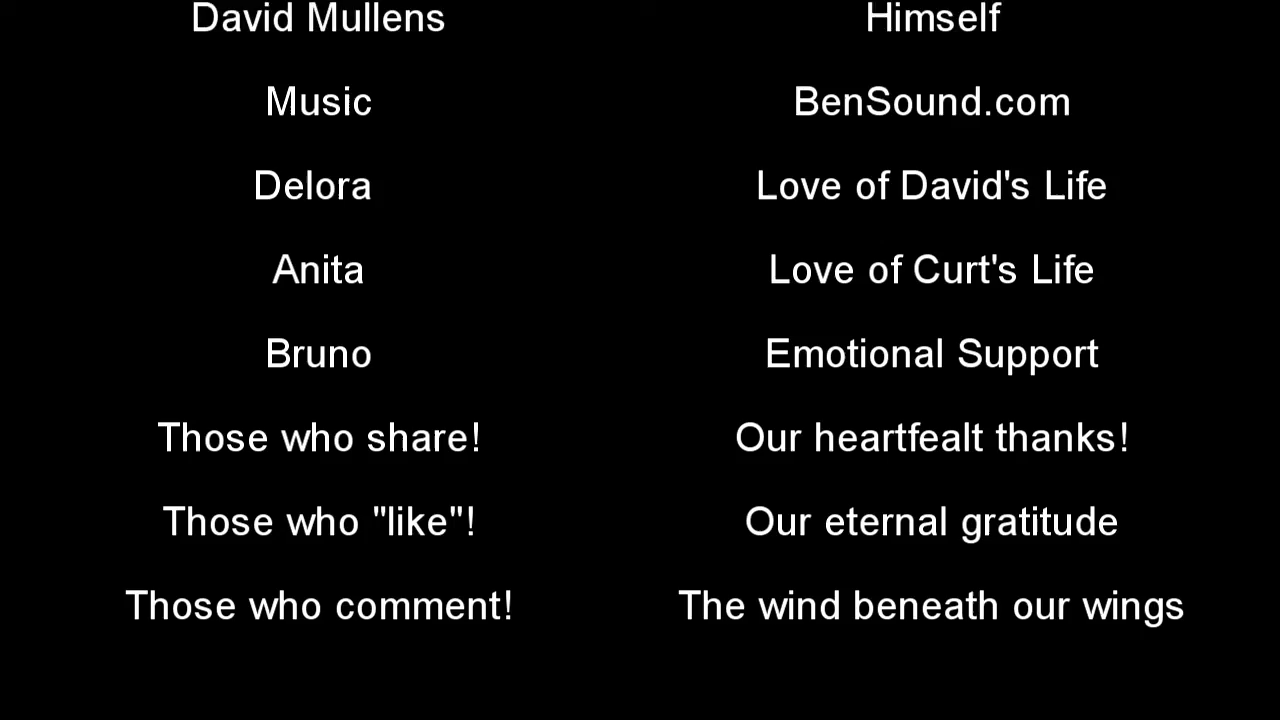 David Mullens Himself
Music BenSound.com
Delora Love of David's Life
Anita Love of Curt's Life
Bruno Emotional Support
Those who share! Our heartfealt thanks!
Those who "like"! Our eternal gratitude
Those who comment! The wind beneath our wings